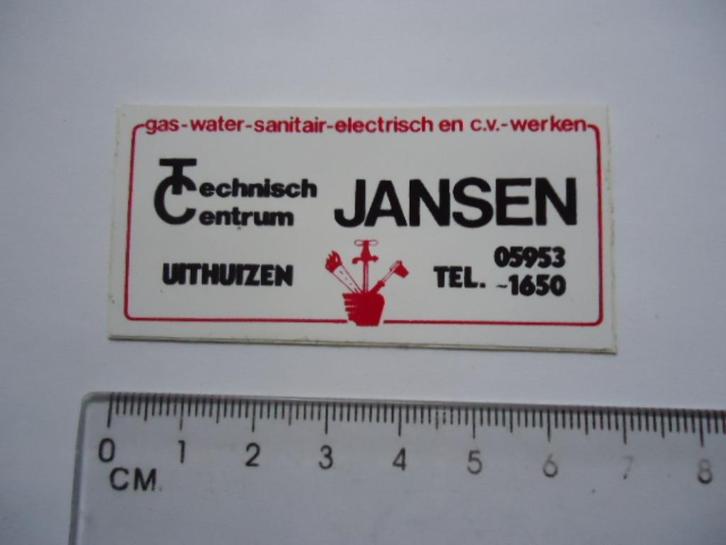 gas-water-sanitair-electrisch en c.v.-werken
Technisch Centrum
JANSEN
UITHUIZEN
TEL. 05953
-1650
0 1 2 3 4 5 6 7 8
CM